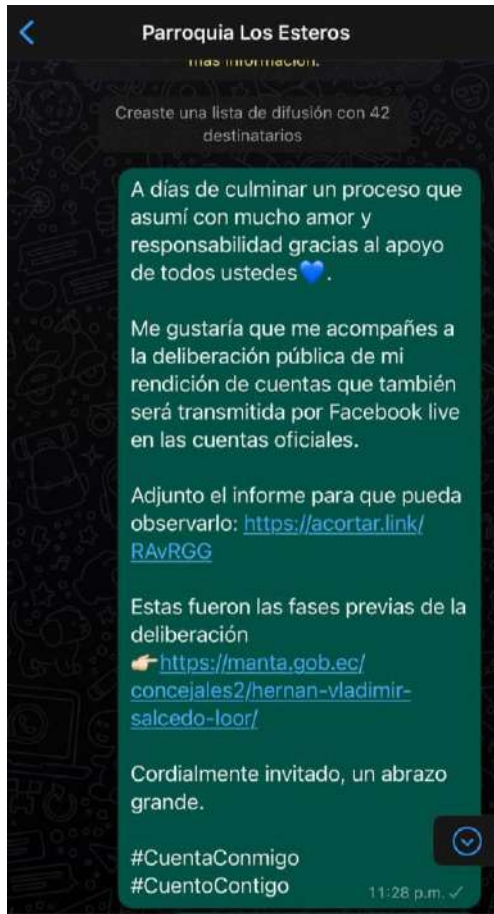 Parroquia Los Esteros
más información.
Creaste una lista de difusión con 42
destinatarios
A días de culminar un proceso que
asumí con mucho amor y
responsabilidad gracias al apoyo
de todos ustedes💙.
Me gustaría que me acompañes a
la deliberación pública de mi
rendición de cuentas que también
será transmitida por Facebook live
en las cuentas oficiales.
Adjunto el informe para que pueda
observarlo: https://acortar.link/
RAvRGG
Estas fueron las fases previas de la
deliberación
👉🏻https://manta.gob.ec/
concejales2/hernan-vladimir-
salcedo-loor/
Cordialmente invitado, un abrazo
grande.
#CuentaConmigo
#CuentoContigo
11:28 p.m. ✓